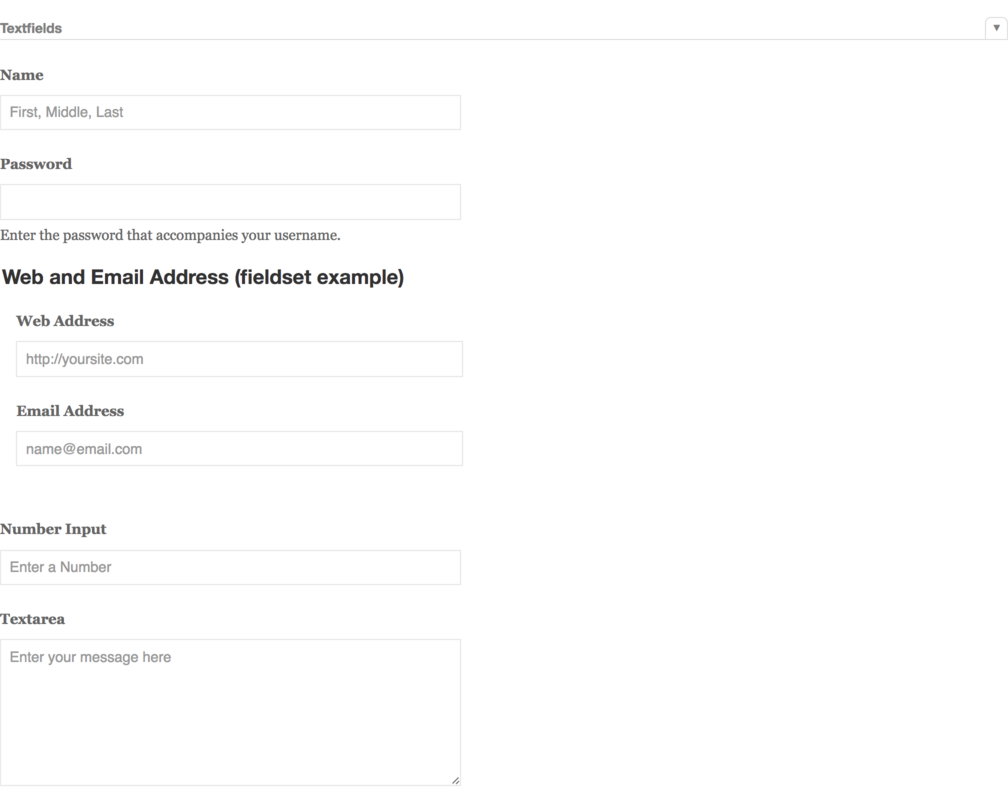 Textfields
▼
Name
First, Middle, Last
Password
Enter the password that accompanies your username.
Web and Email Address (fieldset example)
Web Address
http://yoursite.com
Email Address
name@email.com
Number Input
Enter a Number
Textarea
Enter your message here